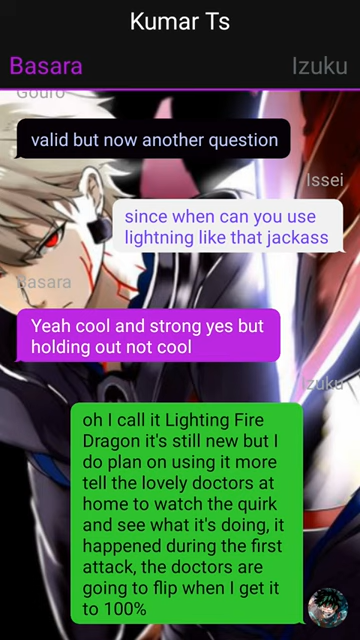 Kumar Ts
Basara
Izuku
Gouro
valid but now another question
Issei
since when can you use
lightning like that jackass
Basara
Yeah cool and strong yes but
holding out not cool
Izuku
oh I call it Lighting Fire
Dragon it's still new but I
do plan on using it more
tell the lovely doctors at
home to watch the quirk
and see what it's doing, it
happened during the first
attack, the doctors are
going to flip when I get it
to 100%